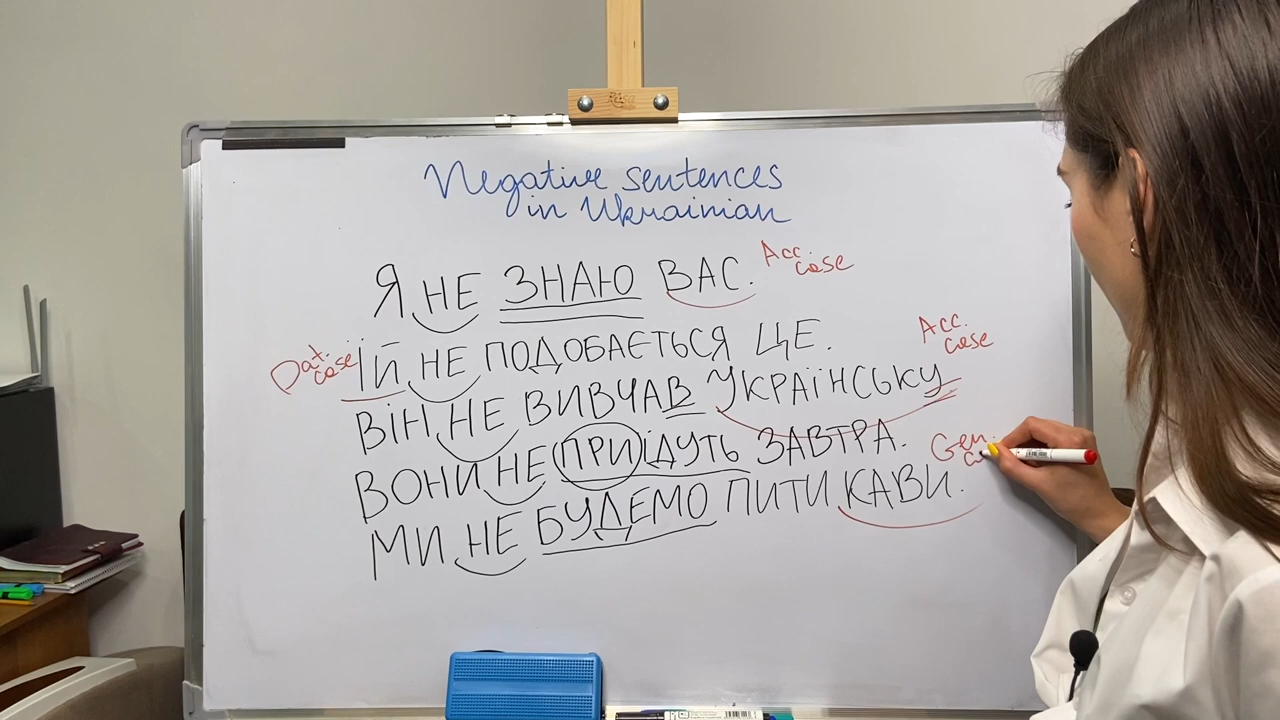 Negative sentences
in Ukrainian
Я НЕ ЗНАЮ ВАС. Acc. case
Dat. case ЇЙ НЕ ПОДОБАЄТЬСЯ ЦЕ.
ВІН НЕ ВИВЧАВ УКРАЇНСЬКУ Acc. case
ВОНИ НЕ ПРИЇДУТЬ ЗАВТРА.
МИ НЕ БУДЕМО ПИТИ КАВИ. Gen.